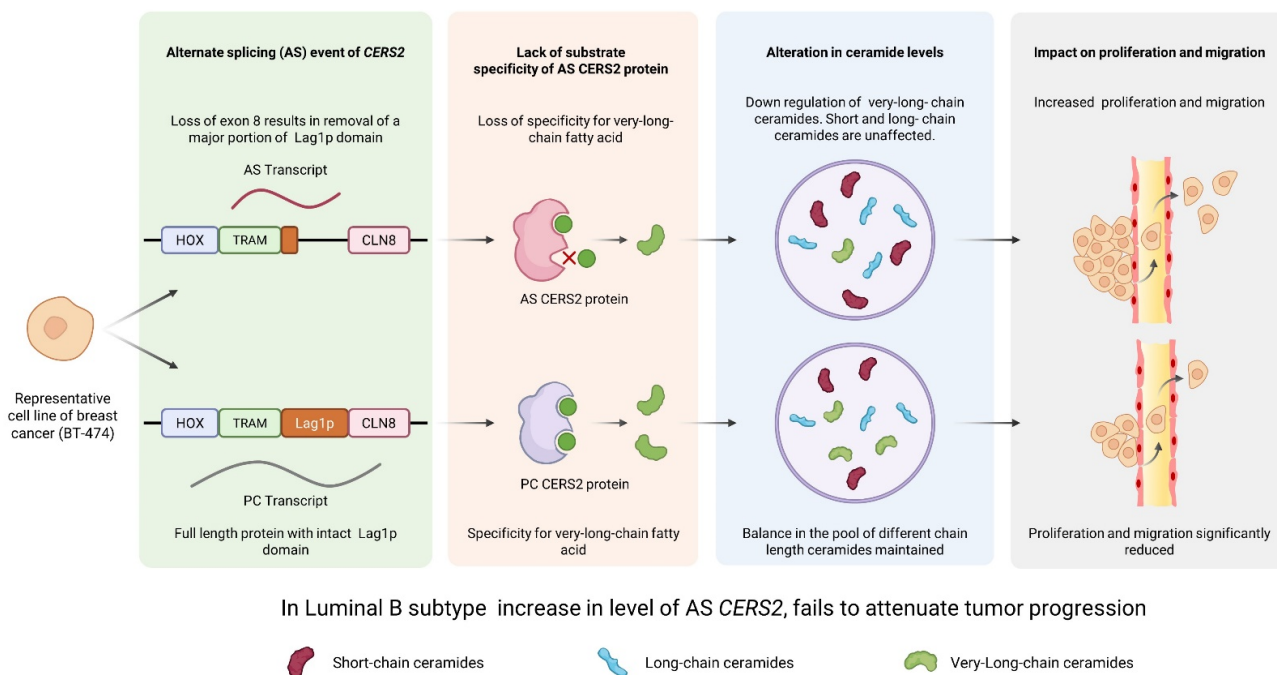 Alternate splicing (AS) event of CERS2
Loss of exon 8 results in removal of a
major portion of Lag1p domain
AS Transcript
HOX
TRAM
CLN8
Representative
cell line of breast
cancer (BT-474)
HOX
TRAM
Lag1p
CLN8
PC Transcript
Full length protein with intact Lag1p
domain
Lack of substrate
specificity of AS CERS2 protein
Loss of specificity for very-long-
chain fatty acid
AS CERS2 protein
PC CERS2 protein
Specificity for very-long-chain fatty
acid
Alteration in ceramide levels
Down regulation of very-long- chain
ceramides. Short and long- chain
ceramides are unaffected.
Balance in the pool of different chain
length ceramides maintained
Impact on proliferation and migration
Increased proliferation and migration
Proliferation and migration significantly
reduced
In Luminal B subtype increase in level of AS CERS2, fails to attenuate tumor progression
Short-chain ceramides
Long-chain ceramides
Very-Long-chain ceramides